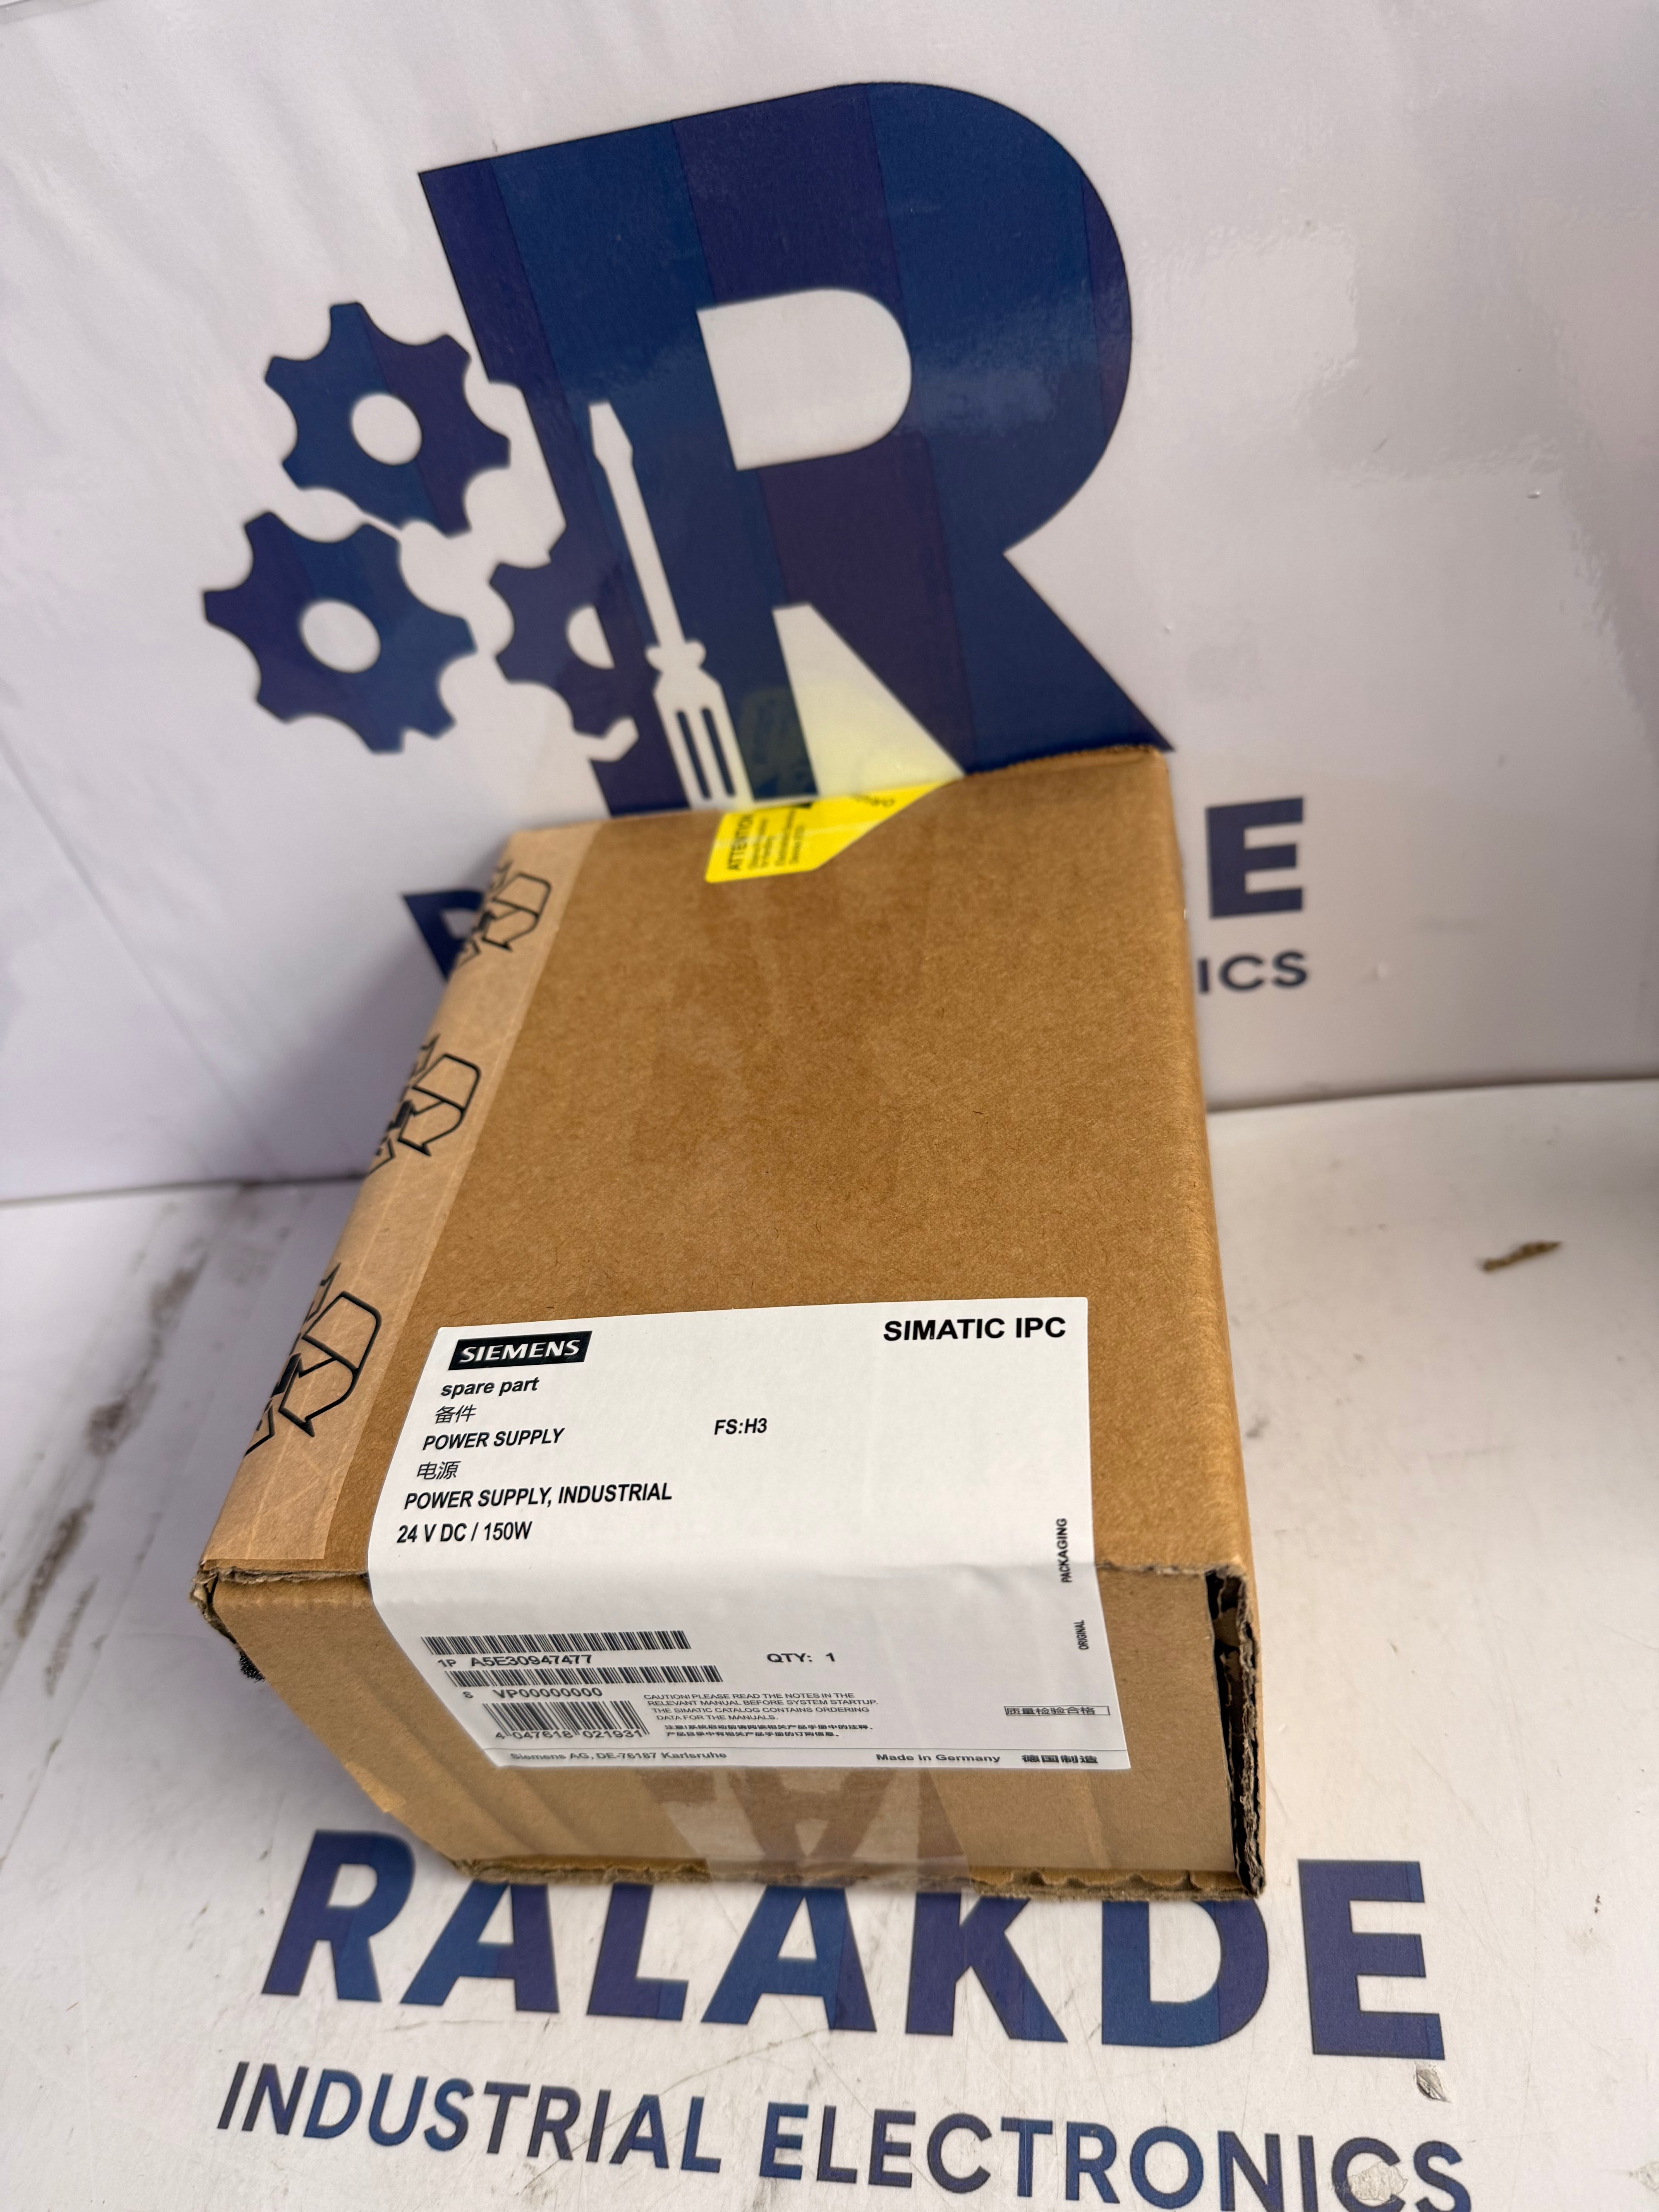 R
E
ICS
ATTENTION
SIEMENS
SIMATIC IPC
spare part
备件
POWER SUPPLY
FS:H3
电源
POWER SUPPLY, INDUSTRIAL
24 V DC / 150W
ORIGINAL PACKAGING
1P A5E30947477
QTY: 1
S VP00000000
CAUTION! PLEASE READ THE NOTES IN THE
RELEVANT MANUAL BEFORE SYSTEM STARTUP.
THE SIMATIC CATALOG CONTAINS ORDERING
DATA FOR THE MANUALS.
质量检验合格
4 047618 021931
Siemens AG, DE-76187 Karlsruhe
Made in Germany 德国制造
RALAKDE
INDUSTRIAL ELECTRONICS